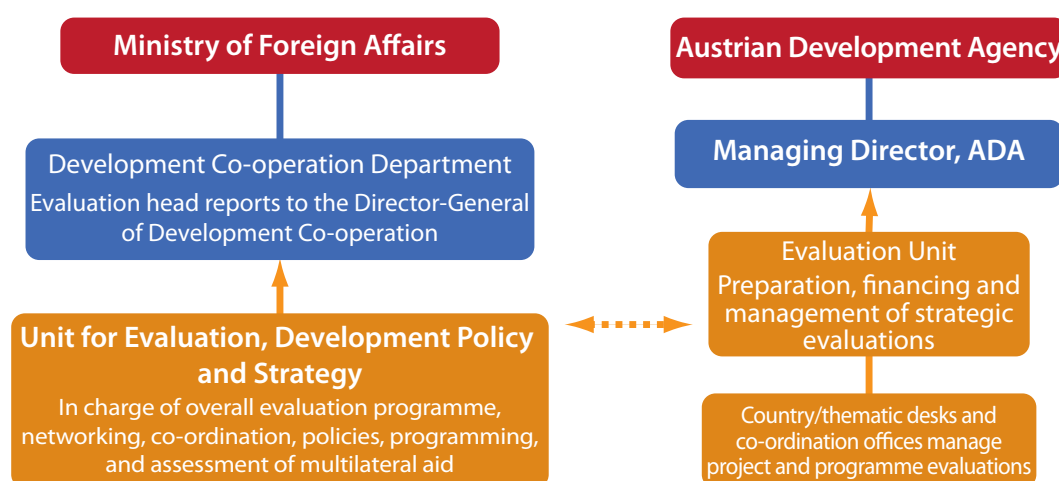 Ministry of Foreign Affairs
Development Co-operation Department
Evaluation head reports to the Director-General
of Development Co-operation
Unit for Evaluation, Development Policy
and Strategy
In charge of overall evaluation programme,
networking, co-ordination, policies, programming,
and assessment of multilateral aid
Austrian Development Agency
Managing Director, ADA
Evaluation Unit
Preparation, financing and
management of strategic
evaluations
Country/thematic desks and
co-ordination offices manage
project and programme evaluations